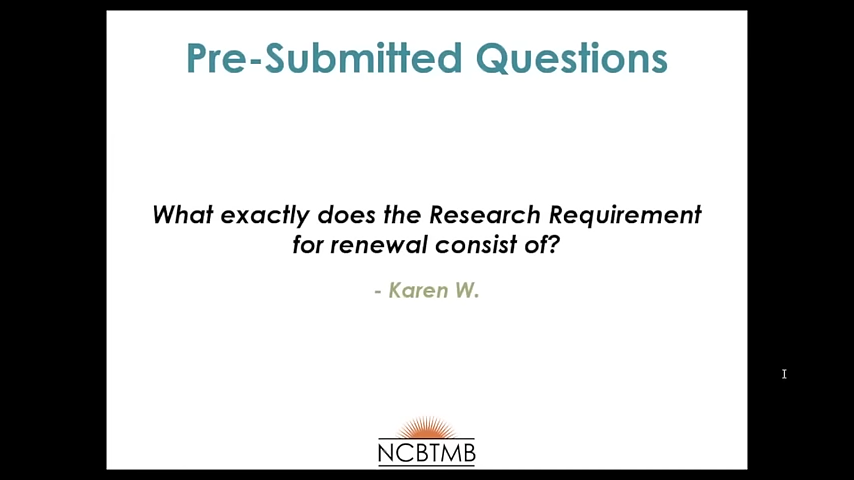 Pre-Submitted Questions
What exactly does the Research Requirement
for renewal consist of?
- Karen W.
NCBTMB